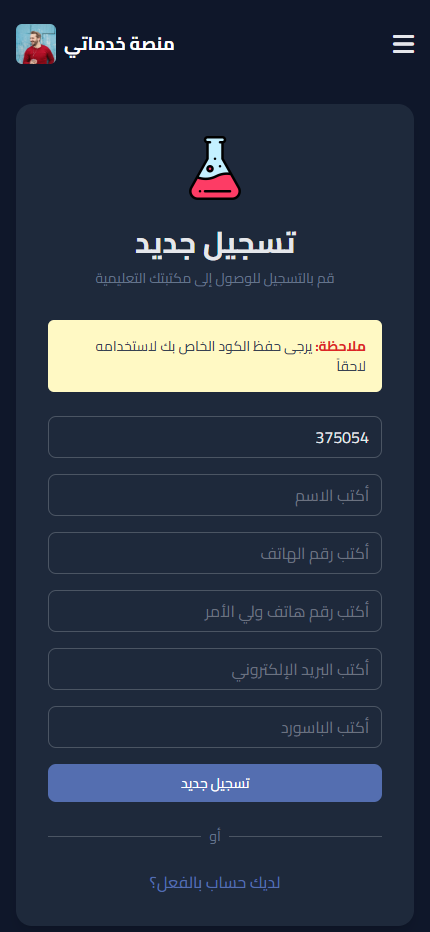 منصة خدماتي
تسجيل جديد
قم بالتسجيل للوصول إلى مكتبتك التعليمية
ملاحظة: يرجى حفظ الكود الخاص بك لاستخدامه
لاحقاً
375054
أكتب الاسم
أكتب رقم الهاتف
أكتب رقم هاتف ولي الأمر
أكتب البريد الإلكتروني
أكتب الباسورد
تسجيل جديد
أو
لديك حساب بالفعل؟